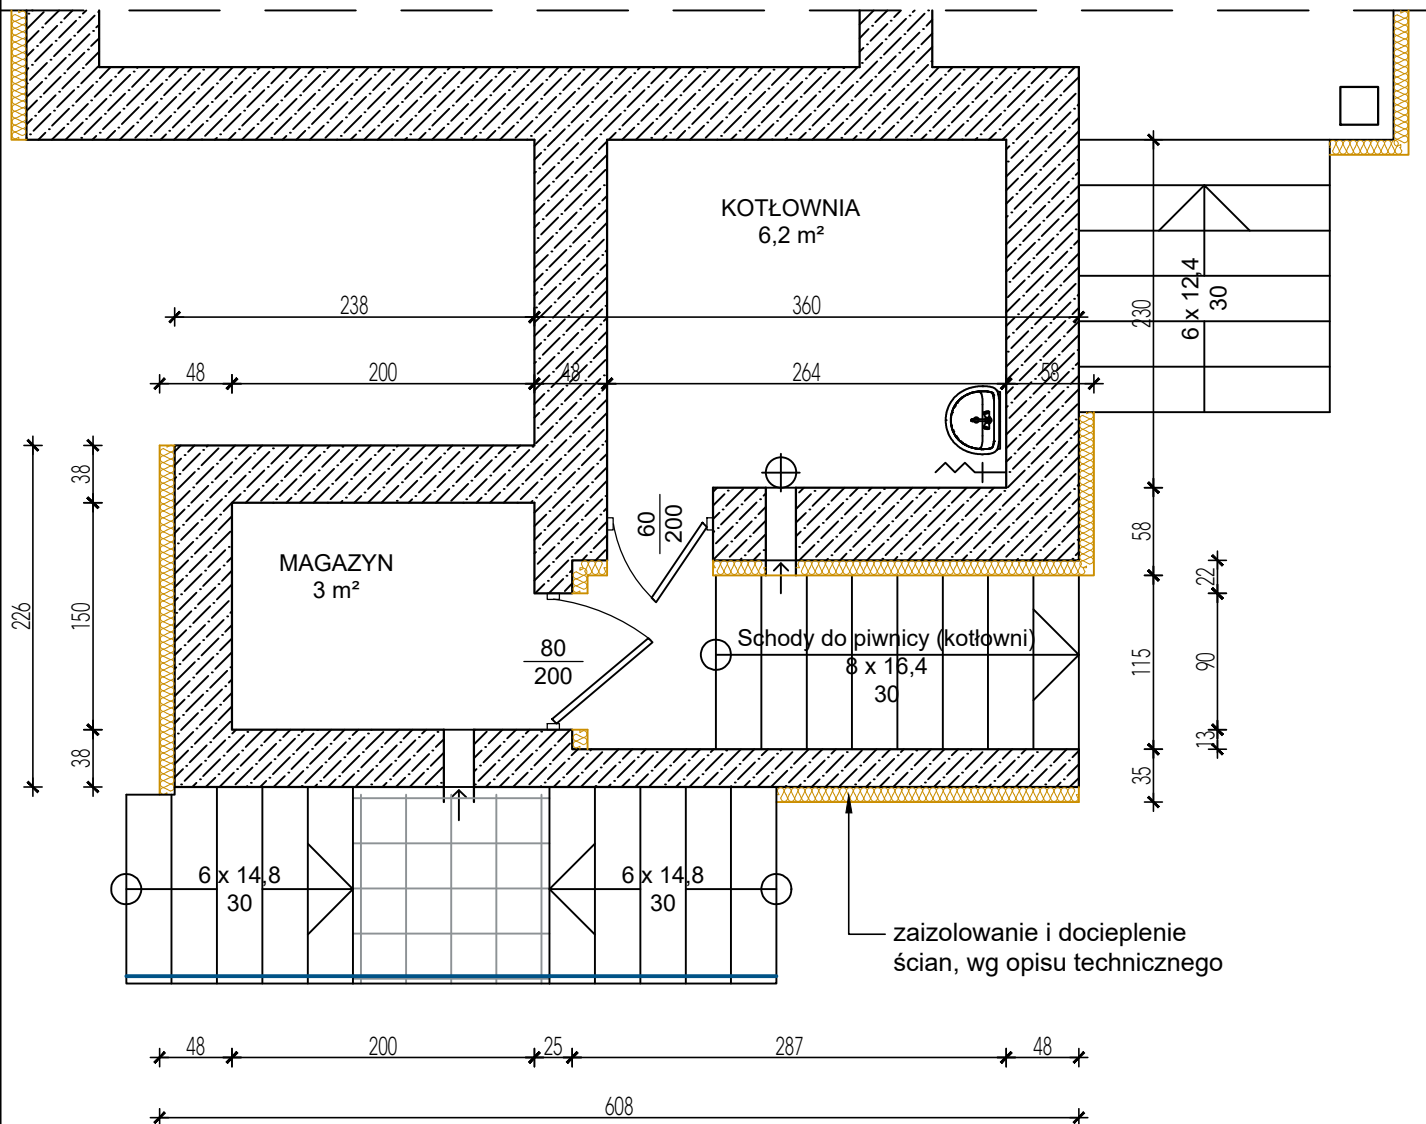 KOTŁOWNIA
6,2 m²
238
360
230
6 x 12,4
30
48
200
48
264
58
38
226
150
38
MAGAZYN
3 m²
60
200
80
200
58
22
115
90
13
35
Schody do piwnicy (kotłowni)
8 x 16,4
30
6 x 14,8
30
6 x 14,8
30
zaizolowanie i docieplenie
ścian, wg opisu technicznego
48
200
25
287
48
608